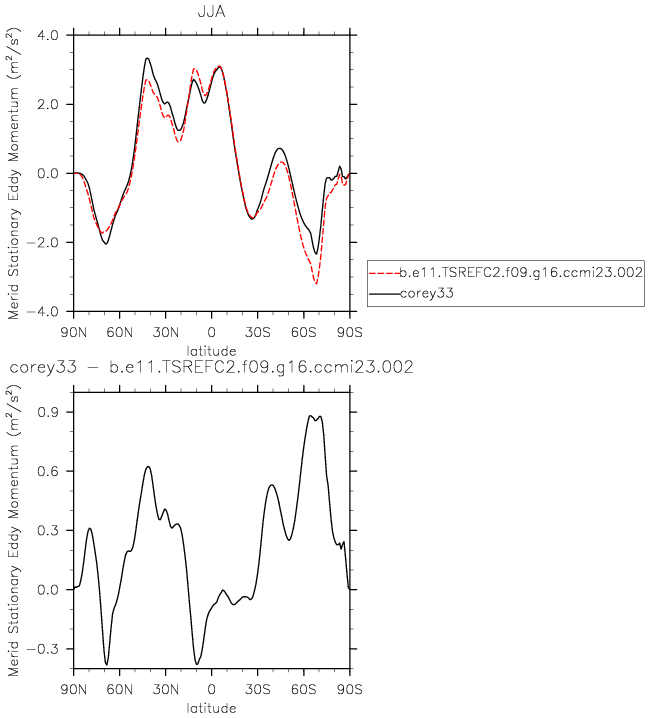 JJA
Merid Stationary Eddy Momentum (m²/s²)
4.0
2.0
0.0
−2.0
−4.0
90N 60N 30N 0 30S 60S 90S
latitude
b.e11.TSREFC2.f09.g16.ccmi23.002
corey33
corey33 − b.e11.TSREFC2.f09.g16.ccmi23.002
Merid Stationary Eddy Momentum (m²/s²)
0.9
0.6
0.3
0.0
−0.3
90N 60N 30N 0 30S 60S 90S
latitude